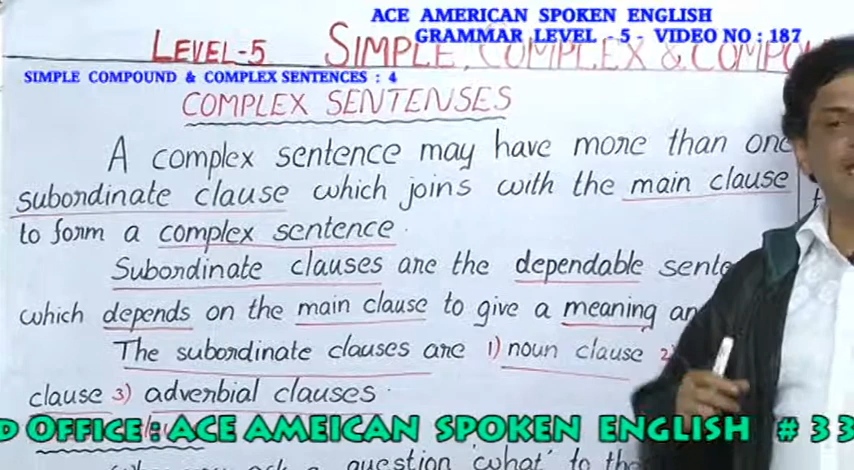 ACE AMERICAN SPOKEN ENGLISH
GRAMMAR LEVEL - 5 - VIDEO NO : 187
LEVEL-5 SIMPLE, COMPLEX & COMPOU
SIMPLE COMPOUND & COMPLEX SENTENCES : 4
COMPLEX SENTENSES
A complex sentence may have more than one
subordinate clause which joins with the main clause
to form a complex sentence.
Subordinate clauses are the dependable sente
which depends on the main clause to give a meaning an
The subordinate clauses are 1) noun clause 2)
clause 3) adverbial clauses.
D OFFICE : ACE AMEICAN SPOKEN ENGLISH # 33
you ask a question 'what' to the